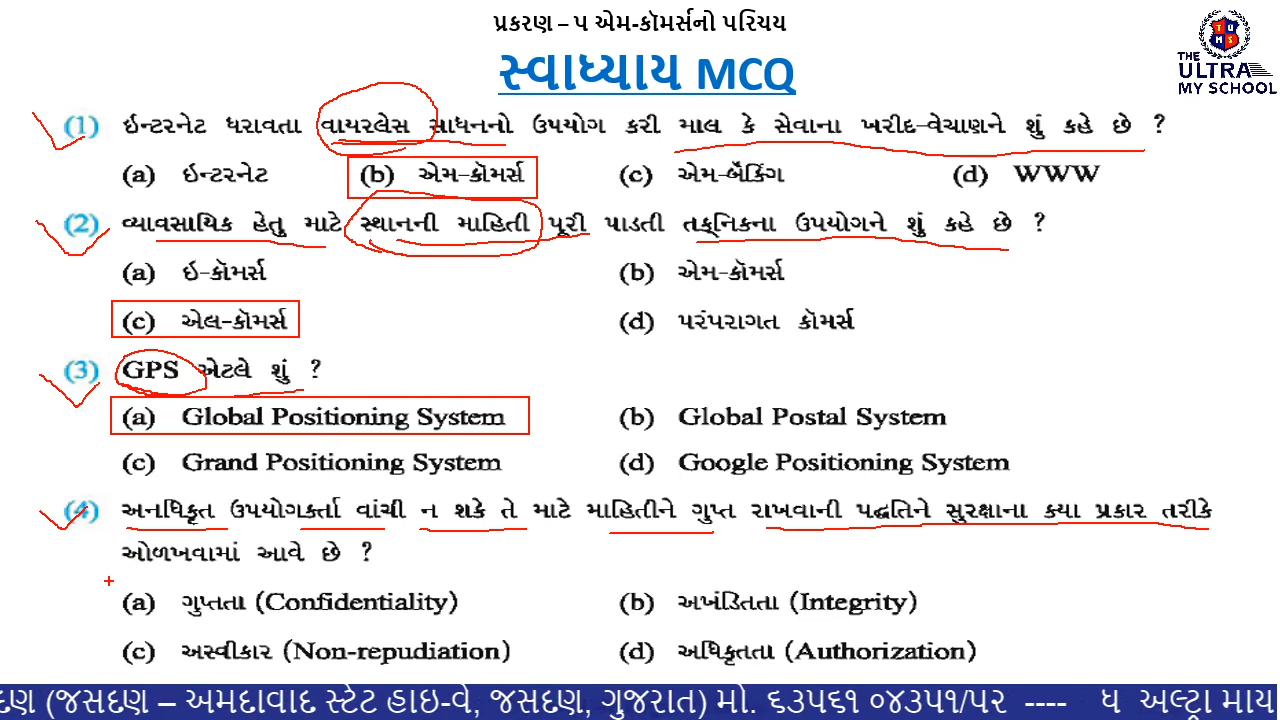 પ્રકરણ – ૫ એમ-કૉમર્સનો પરિચય
સ્વાધ્યાય MCQ
THE
ULTRA
MY SCHOOL
T U
M S
(1) ઇન્ટરનેટ ધરાવતા વાયરલેસ સાધનનો ઉપયોગ કરી માલ કે સેવાના ખરીદ-વેચાણને શું કહે છે ?
(a) ઇન્ટરનેટ (b) એમ-કૉમર્સ (c) એમ-બૅંકિંગ (d) WWW
(2) વ્યાવસાયિક હેતુ માટે સ્થાનની માહિતી પૂરી પાડતી તક્નિકના ઉપયોગને શું કહે છે ?
(a) ઇ-કૉમર્સ (b) એમ-કૉમર્સ
(c) એલ-કૉમર્સ (d) પરંપરાગત કૉમર્સ
(3) GPS એટલે શું ?
(a) Global Positioning System (b) Global Postal System
(c) Grand Positioning System (d) Google Positioning System
(4) અનધિકૃત ઉપયોગકર્તા વાંચી ન શકે તે માટે માહિતીને ગુપ્ત રાખવાની પદ્ધતિને સુરક્ષાના કયા પ્રકાર તરીકે
ઓળખવામાં આવે છે ?
(a) ગુપ્તતા (Confidentiality) (b) અખંડિતતા (Integrity)
(c) અસ્વીકાર (Non-repudiation) (d) અધિકૃતતા (Authorization)
દણ (જસદણ – અમદાવાદ સ્ટેટ હાઇ-વે, જસદણ, ગુજરાત) મો. ૬૩૫૬૧ ૦૪૩૫૧/૫૨ ---- ધ અલ્ટ્રા માય